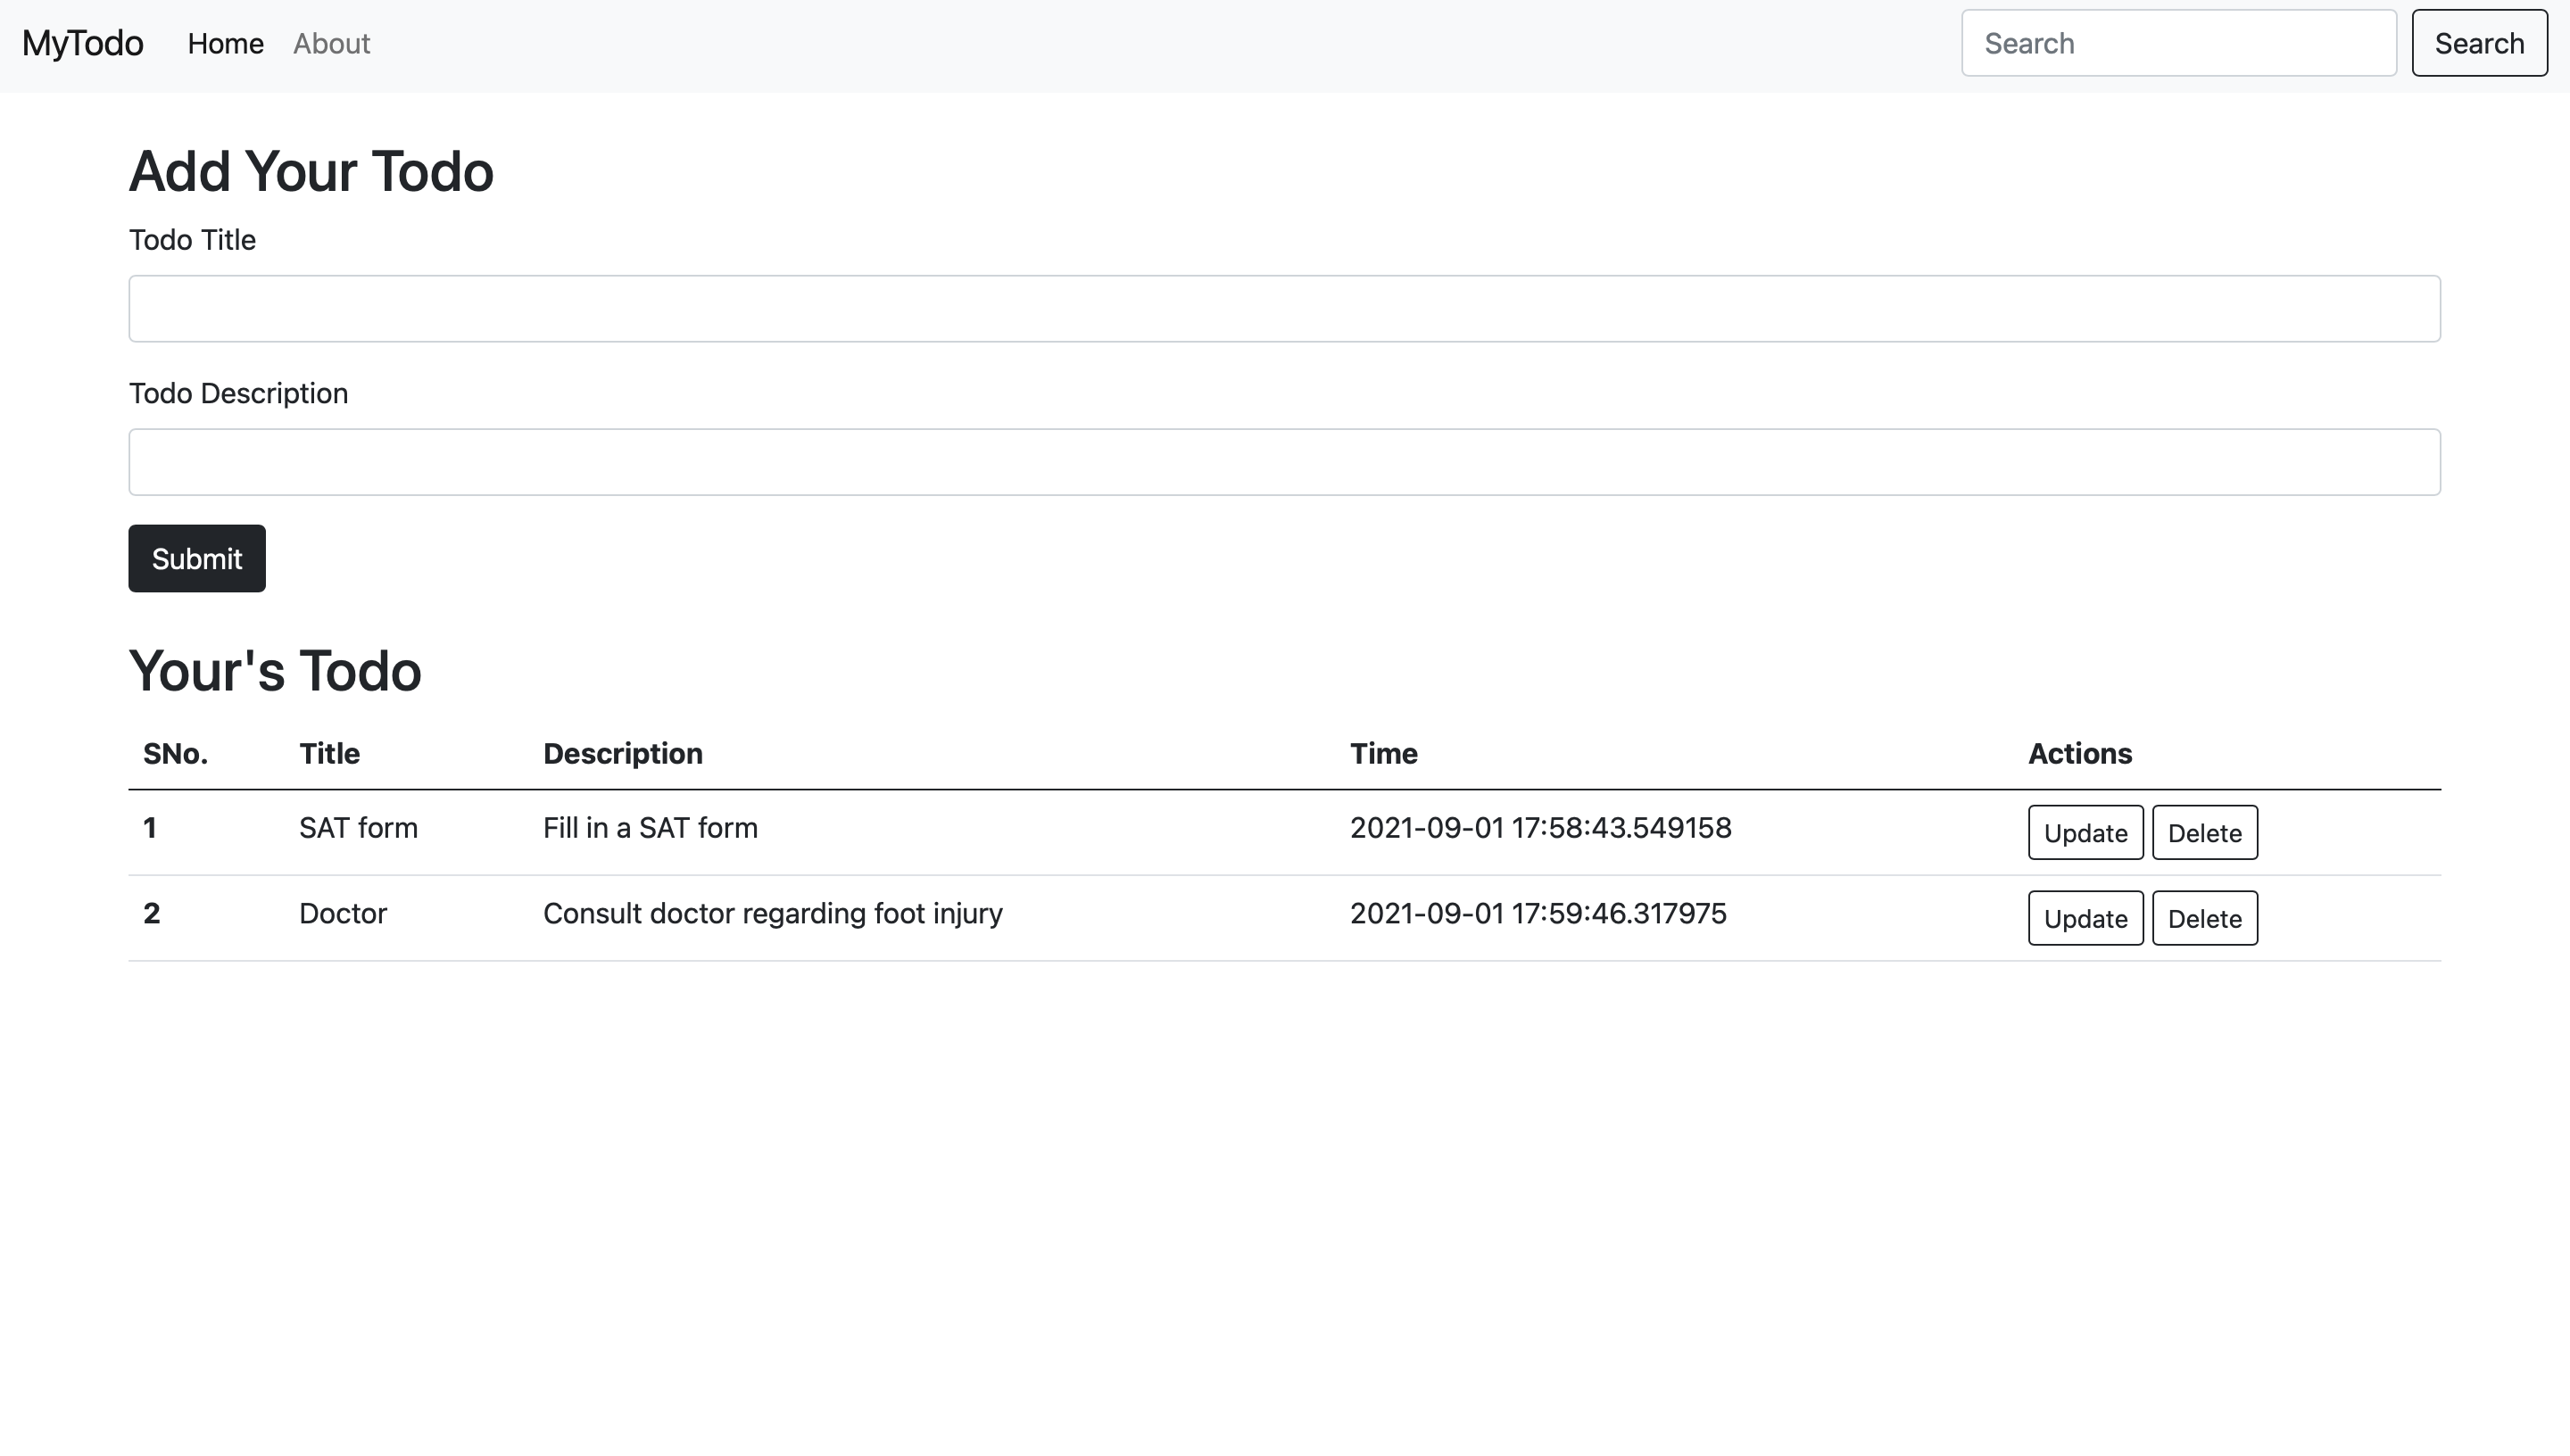 MyTodo Home About Search Search
Add Your Todo
Todo Title
Todo Description
Submit
Your's Todo
SNo. Title Description Time Actions
1 SAT form Fill in a SAT form 2021-09-01 17:58:43.549158 Update Delete
2 Doctor Consult doctor regarding foot injury 2021-09-01 17:59:46.317975 Update Delete